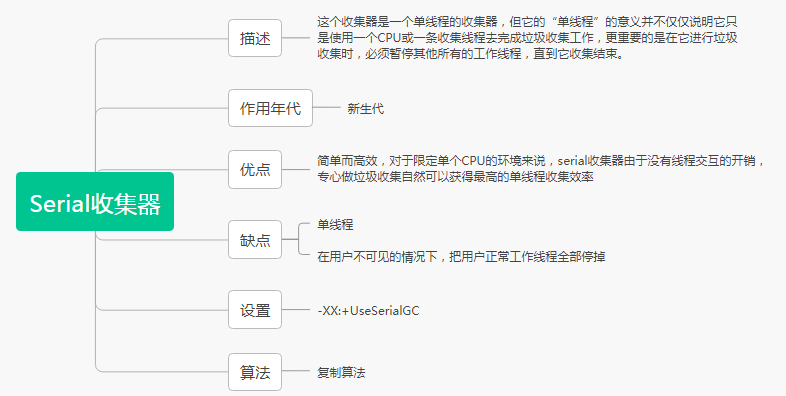 Serial收集器
描述
这个收集器是一个单线程的收集器，但它的“单线程”的意义并不仅仅说明它只
是使用一个CPU或一条收集线程去完成垃圾收集工作，更重要的是在它进行垃圾
收集时，必须暂停其他所有的工作线程，直到它收集结束。
作用年代
新生代
优点
简单而高效，对于限定单个CPU的环境来说，serial收集器由于没有线程交互的开销，
专心做垃圾收集自然可以获得最高的单线程收集效率
缺点
单线程
在用户不可见的情况下，把用户正常工作线程全部停掉
设置
-XX:+UseSerialGC
算法
复制算法